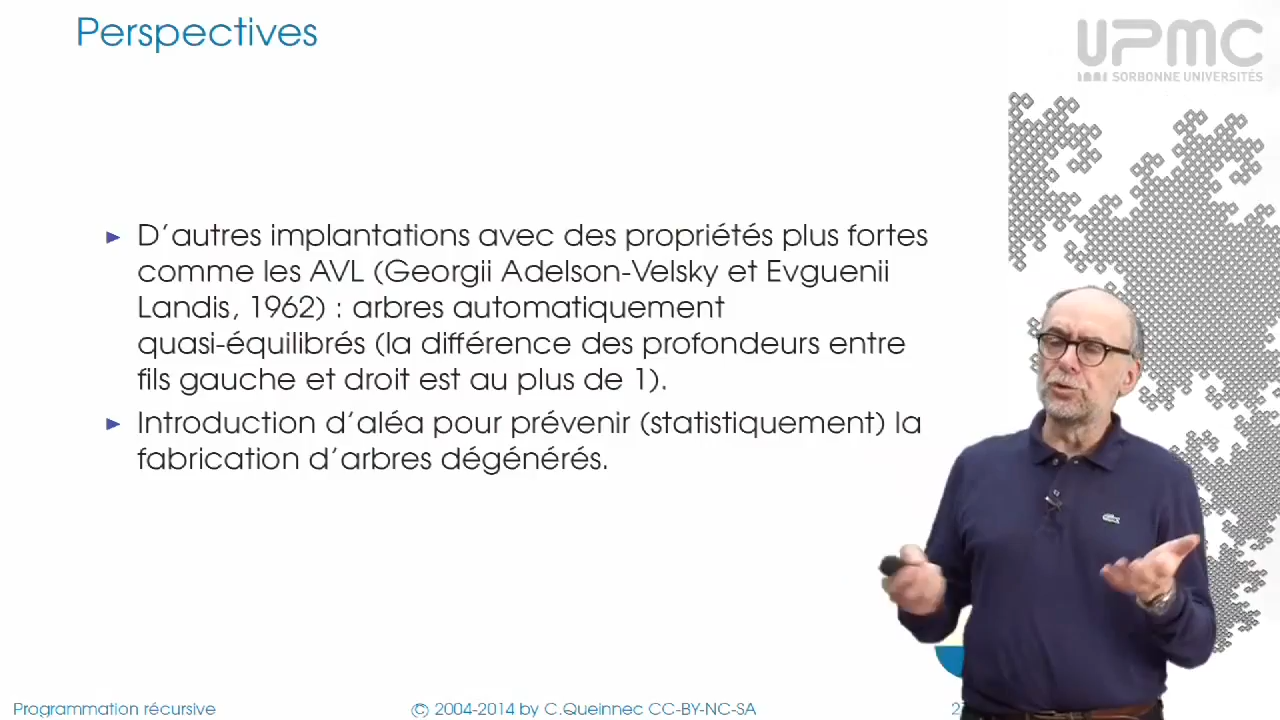 Perspectives
UPMC
SORBONNE UNIVERSITÉS
D'autres implantations avec des propriétés plus fortes
comme les AVL (Georgii Adelson-Velsky et Evguenii
Landis, 1962) : arbres automatiquement
quasi-équilibrés (la différence des profondeurs entre
fils gauche et droit est au plus de 1).
Introduction d'aléa pour prévenir (statistiquement) la
fabrication d'arbres dégénérés.
Programmation récursive
© 2004-2014 by C.Queinnec CC-BY-NC-SA